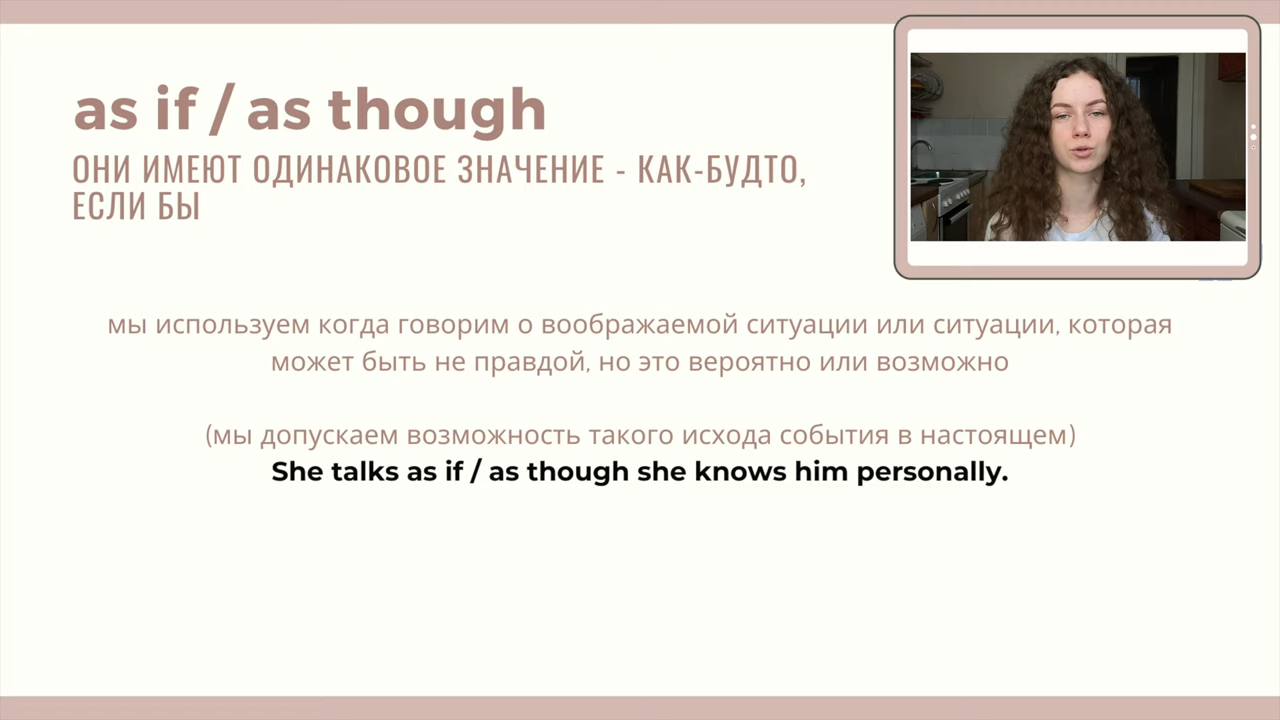 as if / as though
ОНИ ИМЕЮТ ОДИНАКОВОЕ ЗНАЧЕНИЕ - КАК-БУДТО,
ЕСЛИ БЫ
мы используем когда говорим о воображаемой ситуации или ситуации, которая
может быть не правдой, но это вероятно или возможно
(мы допускаем возможность такого исхода события в настоящем)
She talks as if / as though she knows him personally.